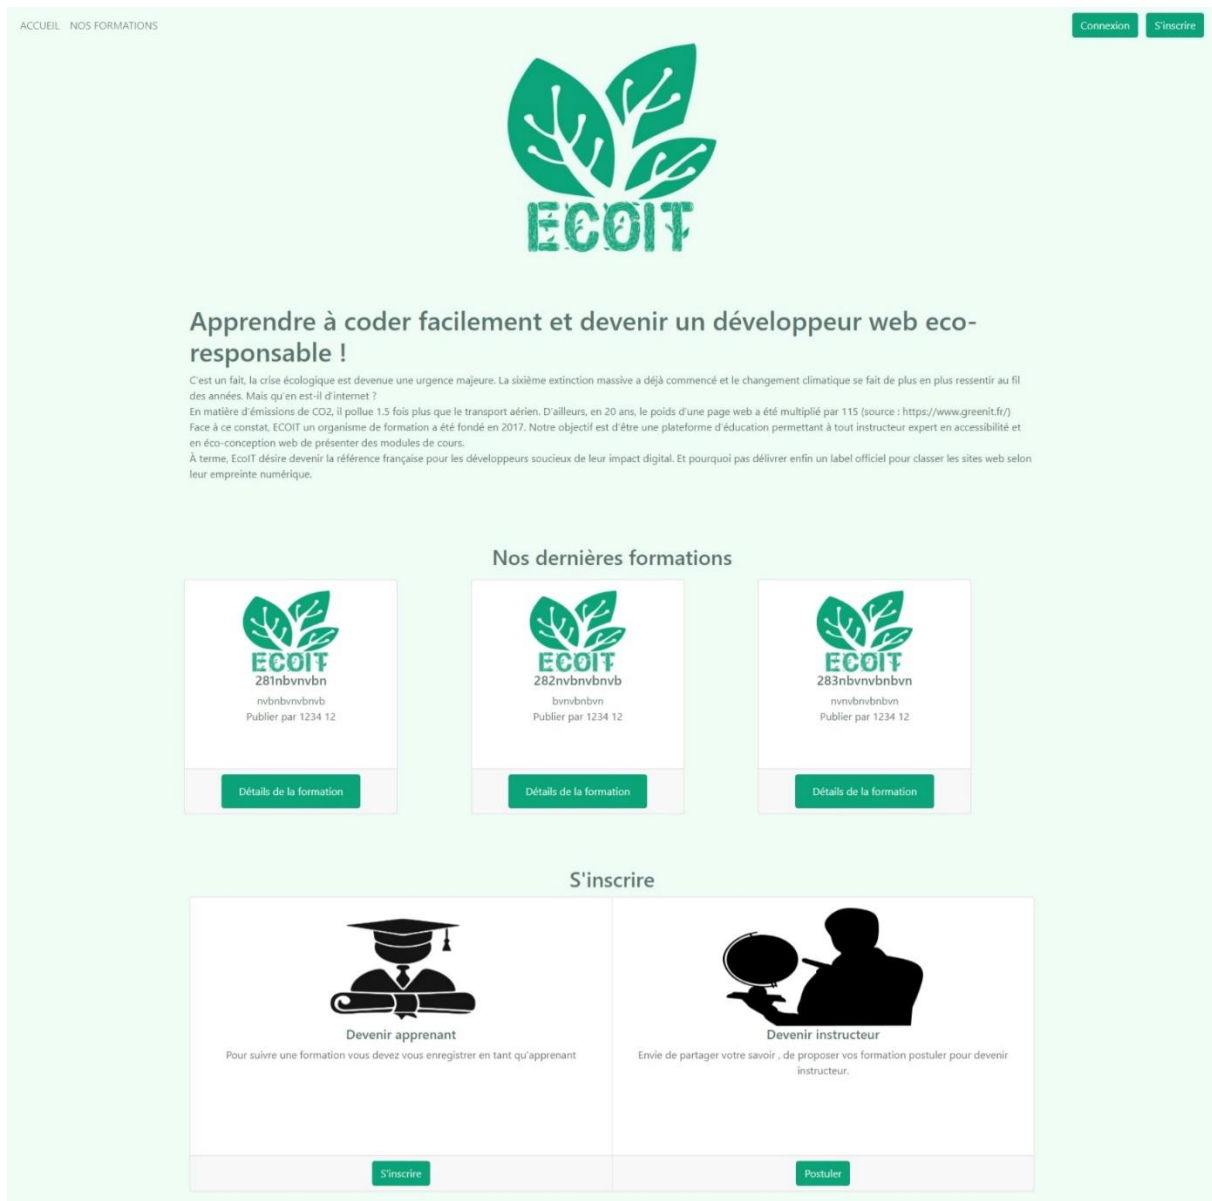 ACCUEIL NOS FORMATIONS
Connexion S'inscrire
ECOIT
Apprendre à coder facilement et devenir un développeur web eco-
responsable !
C'est un fait, la crise écologique est devenue une urgence majeure. La sixième extinction massive a déjà commencé et le changement climatique se fait de plus en plus ressentir au fil
des années. Mais qu'en est-il d'internet ?
En matière d'émissions de CO2, il pollue 1.5 fois plus que le transport aérien. D'ailleurs, en 20 ans, le poids d'une page web a été multiplié par 115 (source : https://www.greenit.fr/)
Face à ce constat, ECOIT un organisme de formation a été fondé en 2017. Notre objectif est d'être une plateforme d'éducation permettant à tout instructeur expert en accessibilité et
en éco-conception web de présenter des modules de cours.
À terme, EcoIT désire devenir la référence française pour les développeurs soucieux de leur impact digital. Et pourquoi pas délivrer enfin un label officiel pour classer les sites web selon
leur empreinte numérique.
Nos dernières formations
ECOIT
281nbvnvbn
nvbnbvnvbnvb
Publier par 1234 12
Détails de la formation
ECOIT
282nvbnvbnvb
bvnvbnbvn
Publier par 1234 12
Détails de la formation
ECOIT
283nbvnvbnbvn
nvnvbnvbnbvn
Publier par 1234 12
Détails de la formation
S'inscrire
Devenir apprenant
Pour suivre une formation vous devez vous enregistrer en tant qu'apprenant
S'inscrire
Devenir instructeur
Envie de partager votre savoir , de proposer vos formation postuler pour devenir
instructeur.
Postuler